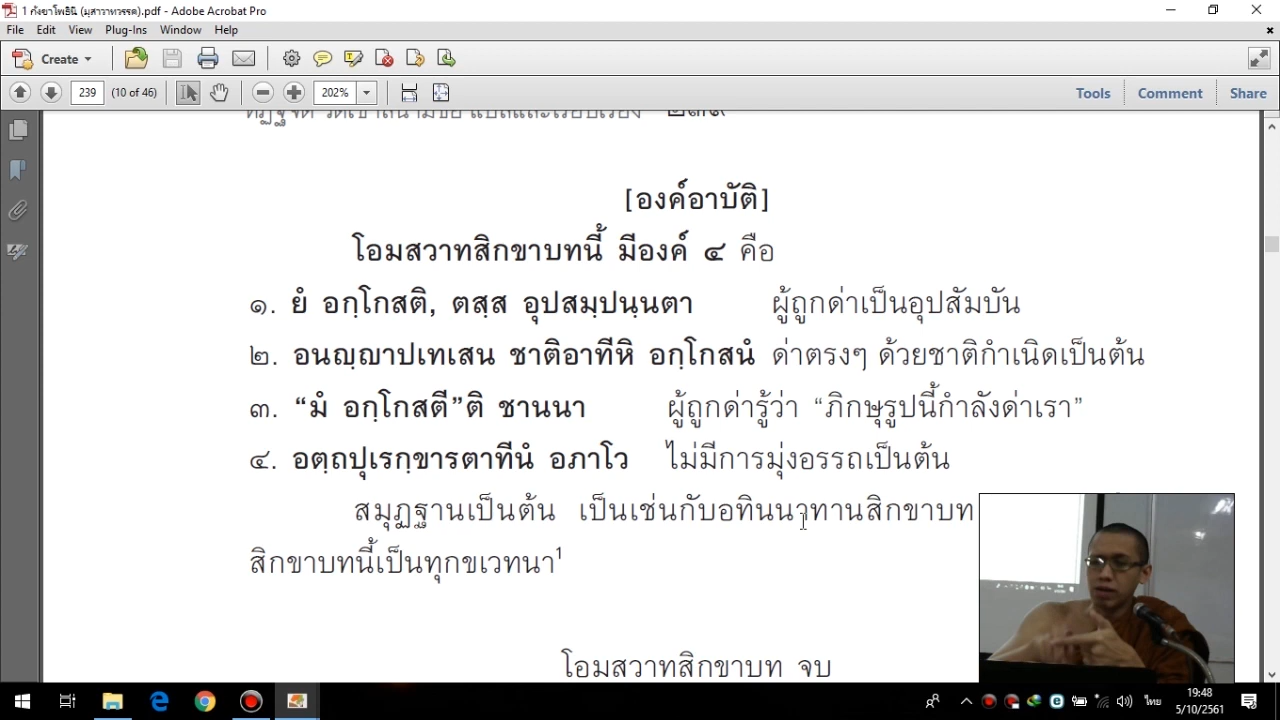 1 กังขาโพธินี (มุสาวาทวรรค).pdf - Adobe Acrobat Pro
File Edit View Plug-Ins Window Help
Create
239 (10 of 46) 202% Tools Comment Share
[องค์อาบัติ]
โอมสวาทสิกขาบทนี้ มีองค์ ๔ คือ
๑. ยํ อกฺโกสติ, ตสฺส อุปสมฺปนฺนตา ผู้ถูกด่าเป็นอุปสัมบัน
๒. อนญฺญาปเทเสน ชาติอาทีหิ อกฺโกสนํ ด่าตรงๆ ด้วยชาติกำเนิดเป็นต้น
๓. “มํ อกฺโกสตี”ติ ชานนา ผู้ถูกด่ารู้ว่า “ภิกษุรูปนี้กำลังด่าเรา”
๔. อตฺถปุเรกฺขารตาทีนํ อภาโว ไม่มีการมุ่งอรรถเป็นต้น
สมุฏฐานเป็นต้น เป็นเช่นกับอทินนาทานสิกขาบท
สิกขาบทนี้เป็นทุกขเวทนา¹
โอมสวาทสิกขาบท จบ
ไทย
19:48
5/10/2561